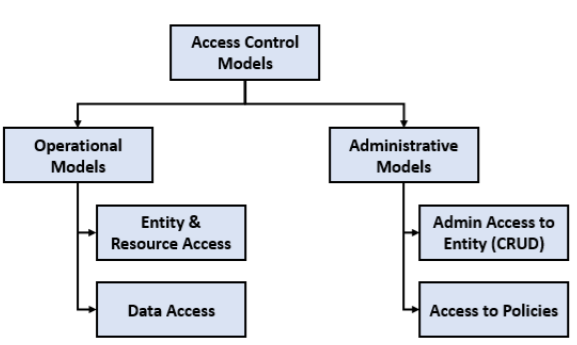 Access Control
Models
Operational
Models
Administrative
Models
Entity &
Resource Access
Admin Access to
Entity (CRUD)
Data Access
Access to Policies